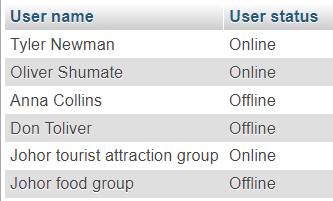 User name User status
Tyler Newman Online
Oliver Shumate Online
Anna Collins Offline
Don Toliver Offline
Johor tourist attraction group Online
Johor food group Offline